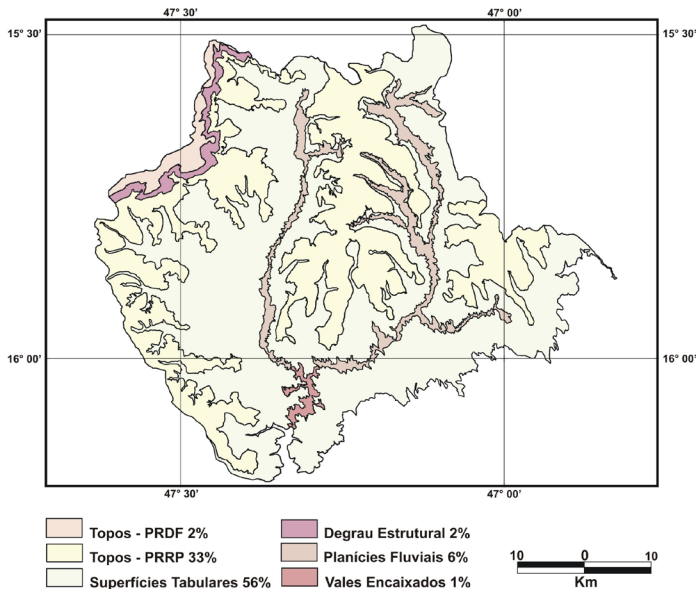 47° 30' 47° 00'
15° 30' 15° 30'
16° 00' 16° 00'
47° 30' 47° 00'
Topos - PRDF 2% Degrau Estrutural 2%
Topos - PRRP 33% Planícies Fluviais 6%
Superfícies Tabulares 56% Vales Encaixados 1%
10 0 10
Km